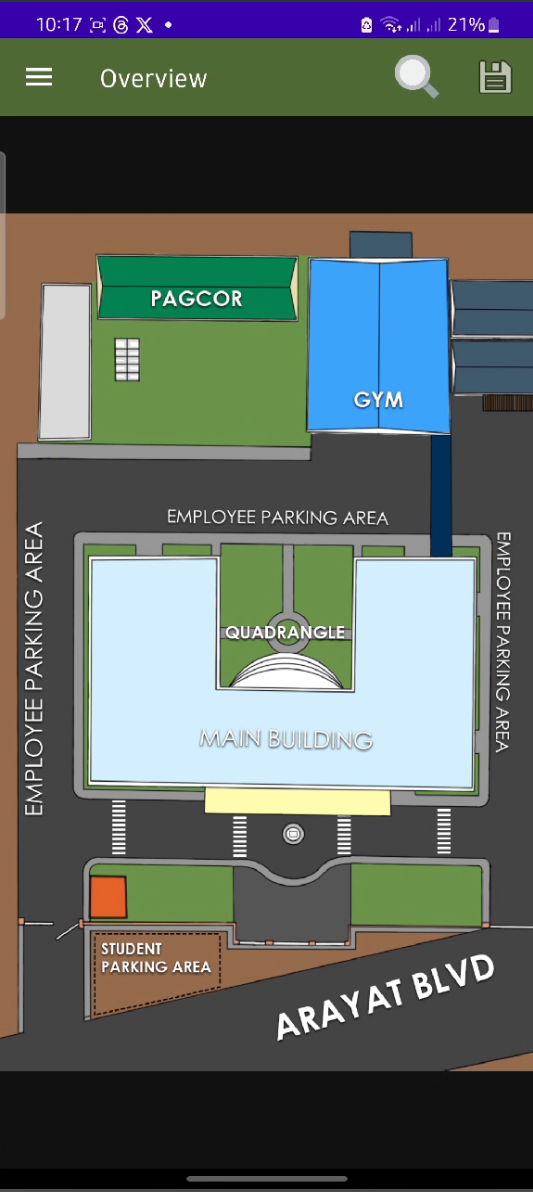 10:17 21%
Overview
PAGCOR
GYM
EMPLOYEE PARKING AREA
EMPLOYEE PARKING AREA
EMPLOYEE PARKING AREA
QUADRANGLE
MAIN BUILDING
STUDENT
PARKING AREA
ARAYAT BLVD